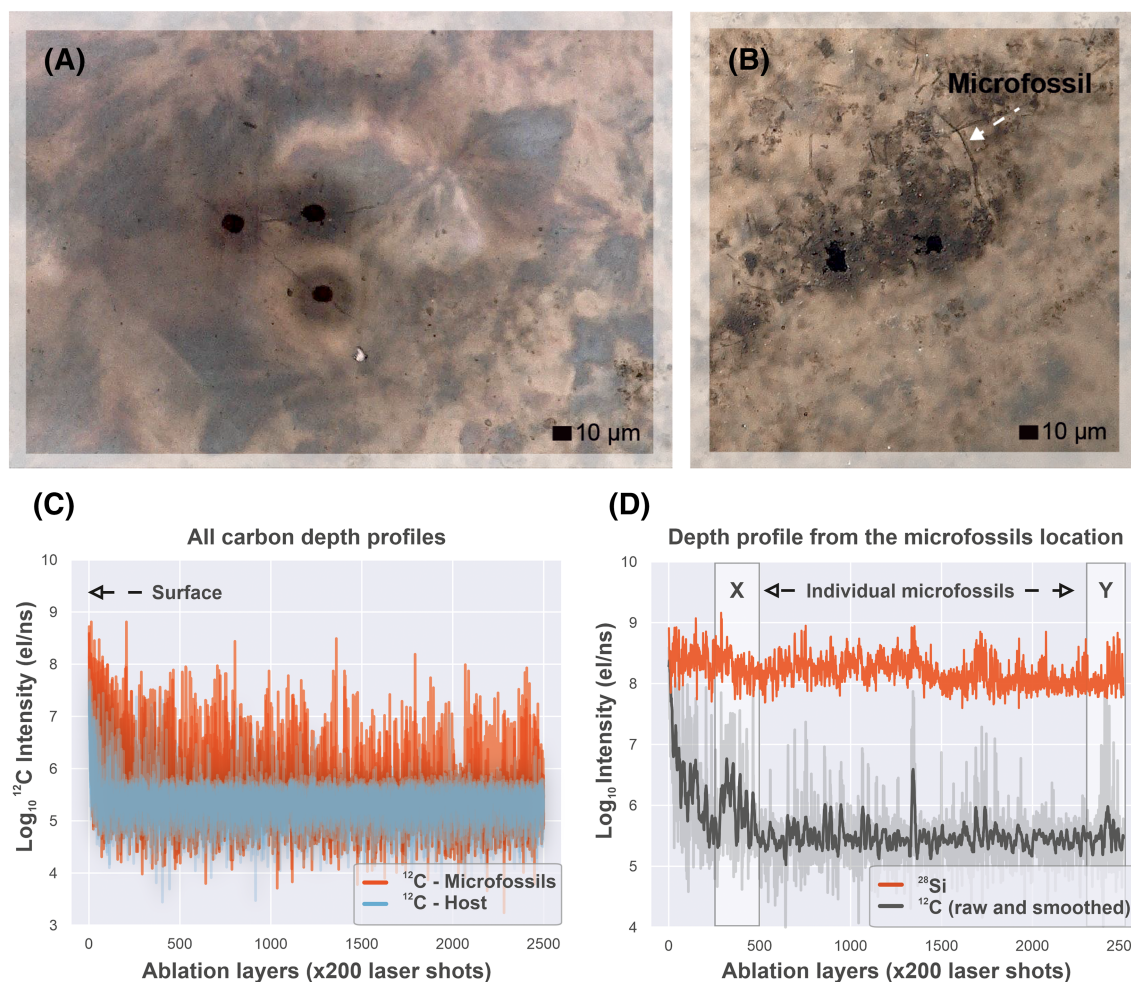 (A)
10 µm
(B)
Microfossil
10 µm
(C)
All carbon depth profiles
Log₁₀ ¹²C Intensity (el/ns)
10
9
8
7
6
5
4
3
Surface
¹²C - Microfossils
¹²C - Host
0 500 1000 1500 2000 2500
Ablation layers (x200 laser shots)
(D)
Depth profile from the microfossils location
Log₁₀ Intensity (el/ns)
10
9
8
7
6
5
4
X
Individual microfossils
Y
²⁸Si
¹²C (raw and smoothed)
0 500 1000 1500 2000 2500
Ablation layers (x200 laser shots)